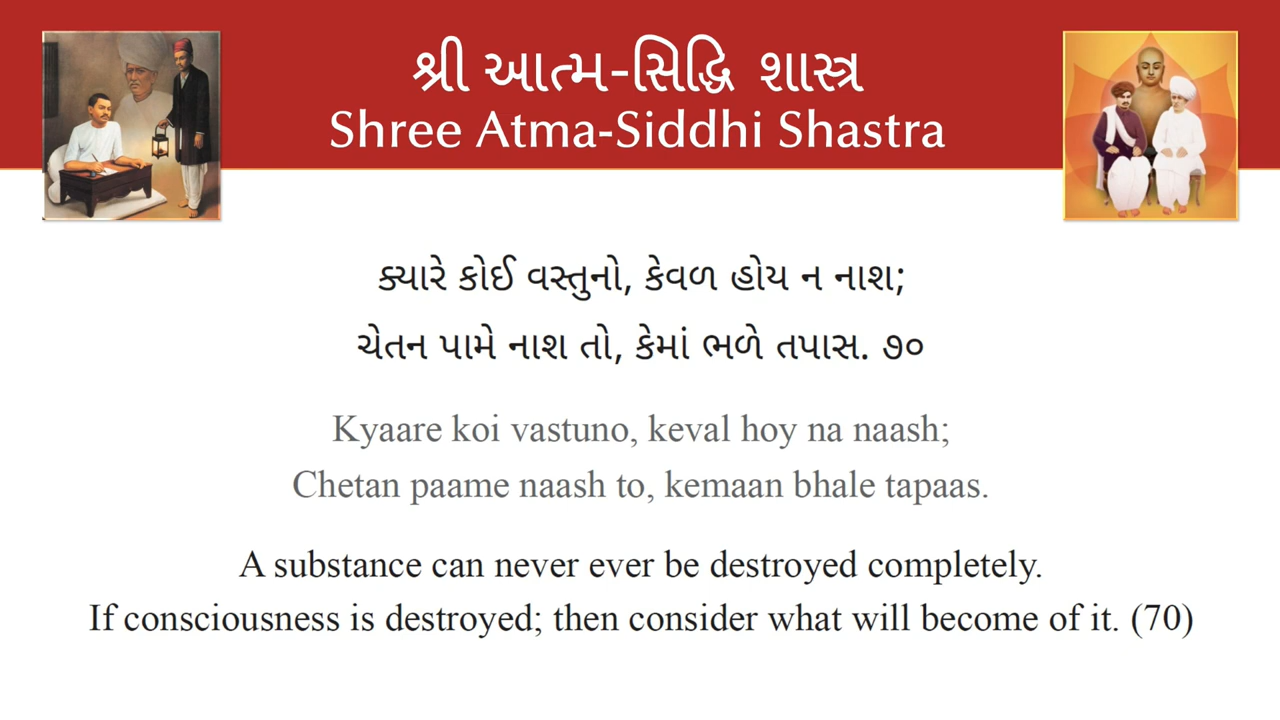 શ્રી આત્મ-સિદ્ધિ શાસ્ત્ર
Shree Atma-Siddhi Shastra
ક્યારે કોઈ વસ્તુનો, કેવળ હોય ન નાશ;
ચેતન પામે નાશ તો, કેમાં ભળે તપાસ. ૭૦
Kyaare koi vastuno, keval hoy na naash;
Chetan paame naash to, kemaan bhale tapaas.
A substance can never ever be destroyed completely.
If consciousness is destroyed; then consider what will become of it. (70)